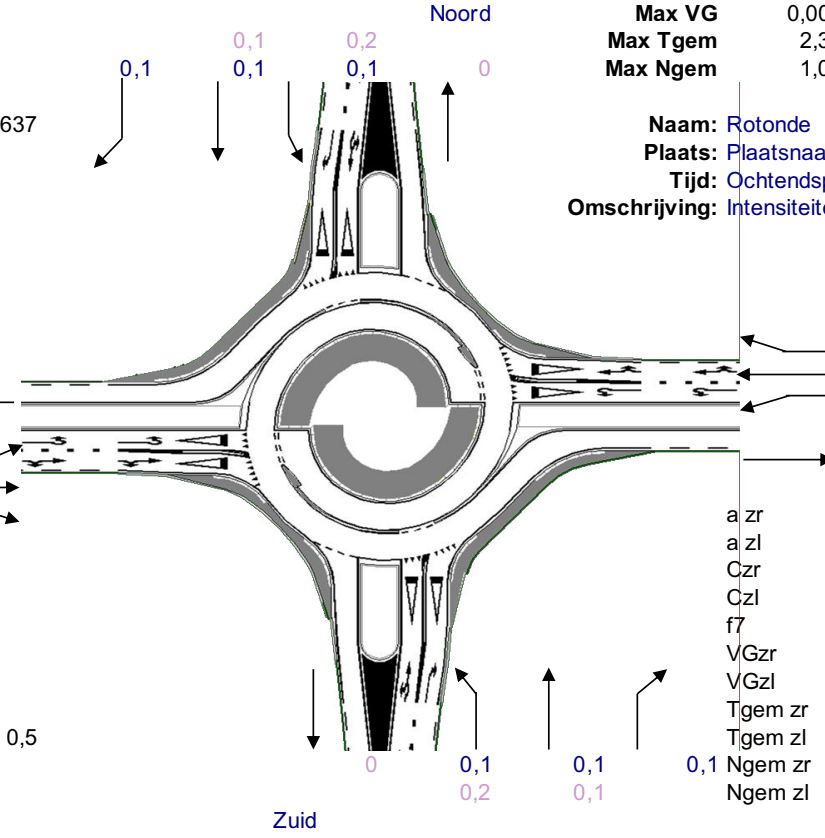 Noord Max VG 0,00
0,1 0,2 Max Tgem 2,3
0,1 0,1 0,1 0 Max Ngem 1,0
637 Naam: Rotonde
Plaats: Plaatsnaa
Tijd: Ochtendsp
Omschrijving: Intensiteite
a zr
a zl
Czr
Czl
f7
VGzr
VGzl
Tgem zr
0,5 Tgem zl
0 0,1 0,1 0,1 Ngem zr
0,2 0,1 Ngem zl
Zuid